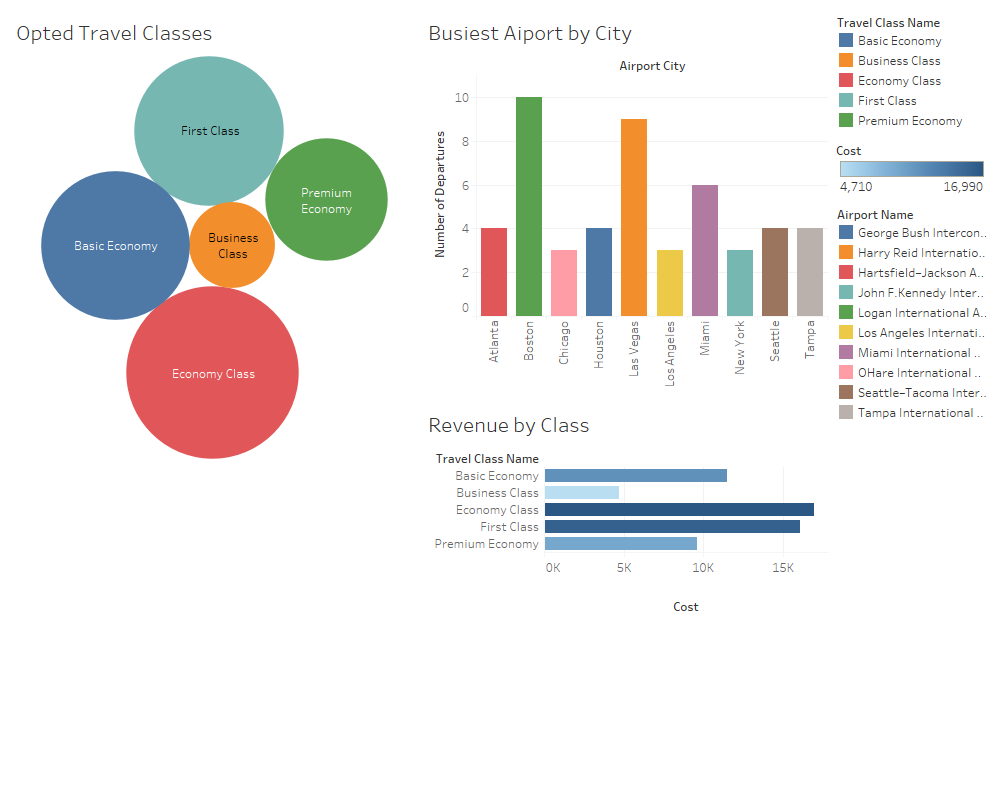 Opted Travel Classes
First Class
Premium
Economy
Basic Economy
Business
Class
Economy Class
Busiest Aiport by City
Airport City
Number of Departures
10
8
6
4
2
0
Atlanta
Boston
Chicago
Houston
Las Vegas
Los Angeles
Miami
New York
Seattle
Tampa
Revenue by Class
Travel Class Name
Basic Economy
Business Class
Economy Class
First Class
Premium Economy
0K
5K
10K
15K
Cost
Travel Class Name
Basic Economy
Business Class
Economy Class
First Class
Premium Economy
Cost
4,710 16,990
Airport Name
George Bush Intercon..
Harry Reid Internatio..
Hartsfield–Jackson A..
John F.Kennedy Inter..
Logan International A..
Los Angeles Internati..
Miami International ..
OHare International ..
Seattle–Tacoma Inter..
Tampa International ..